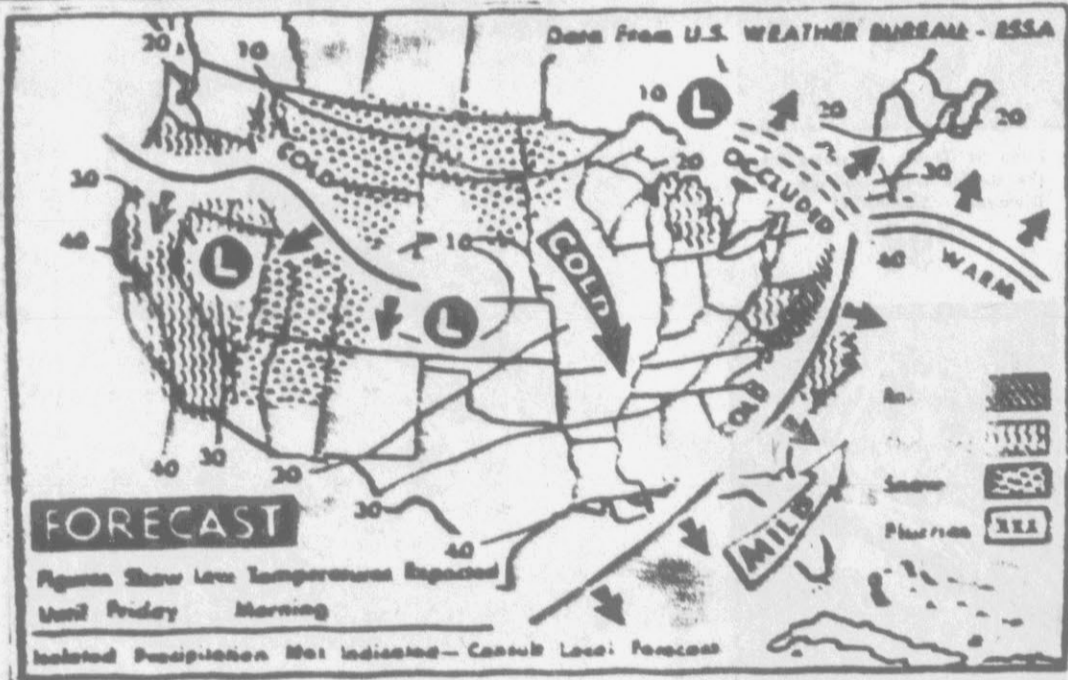 Data From U.S. WEATHER BUREAU - ESSA
20
10
10
L
20
20
COLD
20
OCCLUDED
30
30
40
L
10
COLD
40
WARM
L
COLD
Rain
40
30
20
Snow
30
Flurries
FORECAST
40
MILD
Figures Show Low Temperatures Expected
Until Friday Morning
Isolated Precipitation Not Indicated— Consult Local Forecast